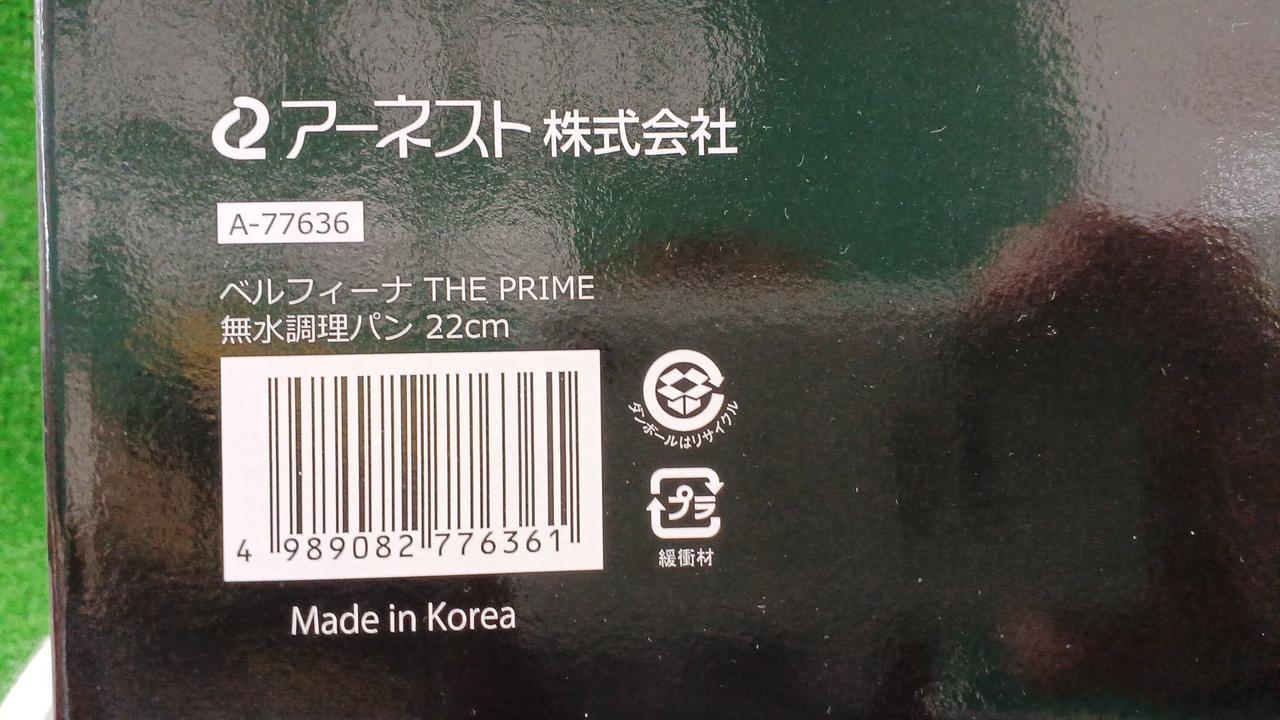 アーネスト 株式会社
A-77636
ベルフィーナ THE PRIME
無水調理パン 22cm
4 989082 776361
Made in Korea
ダンボールはリサイクル
プラ
緩衝材